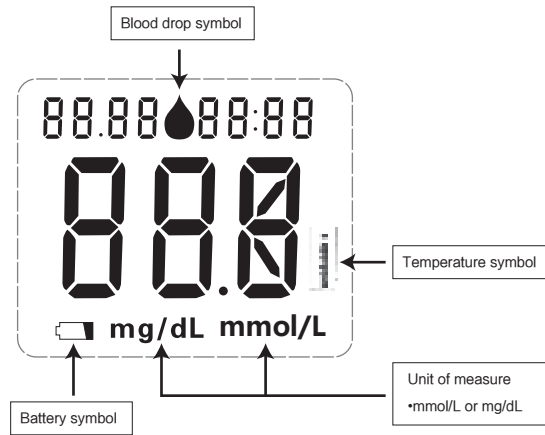 Blood drop symbol
88.88 88:88
88.8
Temperature symbol
mg/dL mmol/L
Unit of measure
•mmol/L or mg/dL
Battery symbol